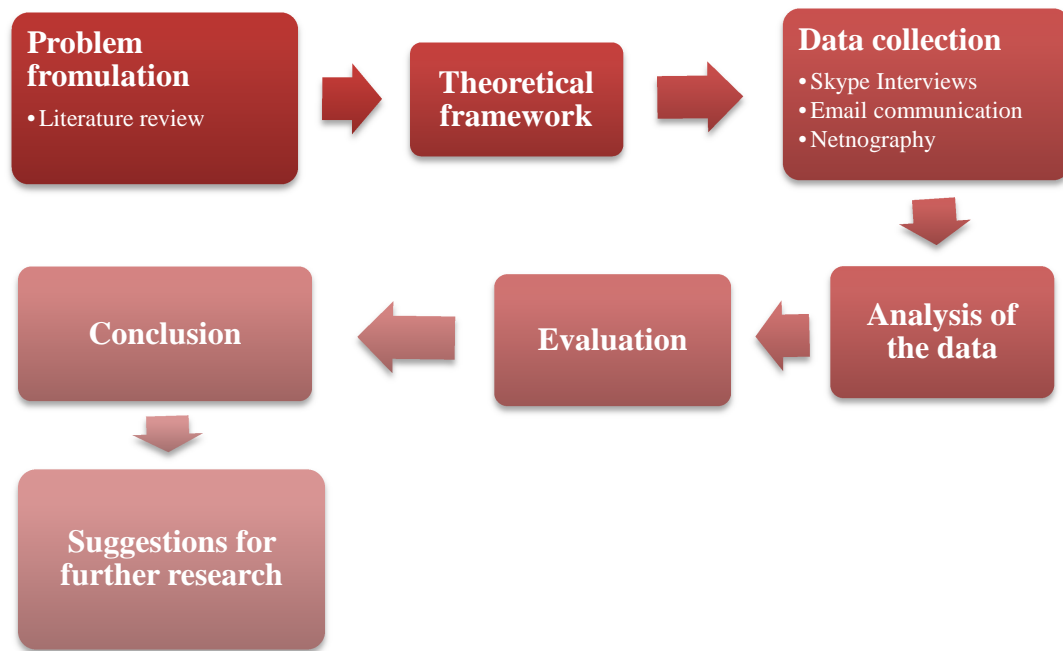 Problem
fromulation
• Literature review
Theoretical
framework
Data collection
• Skype Interviews
• Email communication
• Netnography
Analysis of
the data
Evaluation
Conclusion
Suggestions for
further research